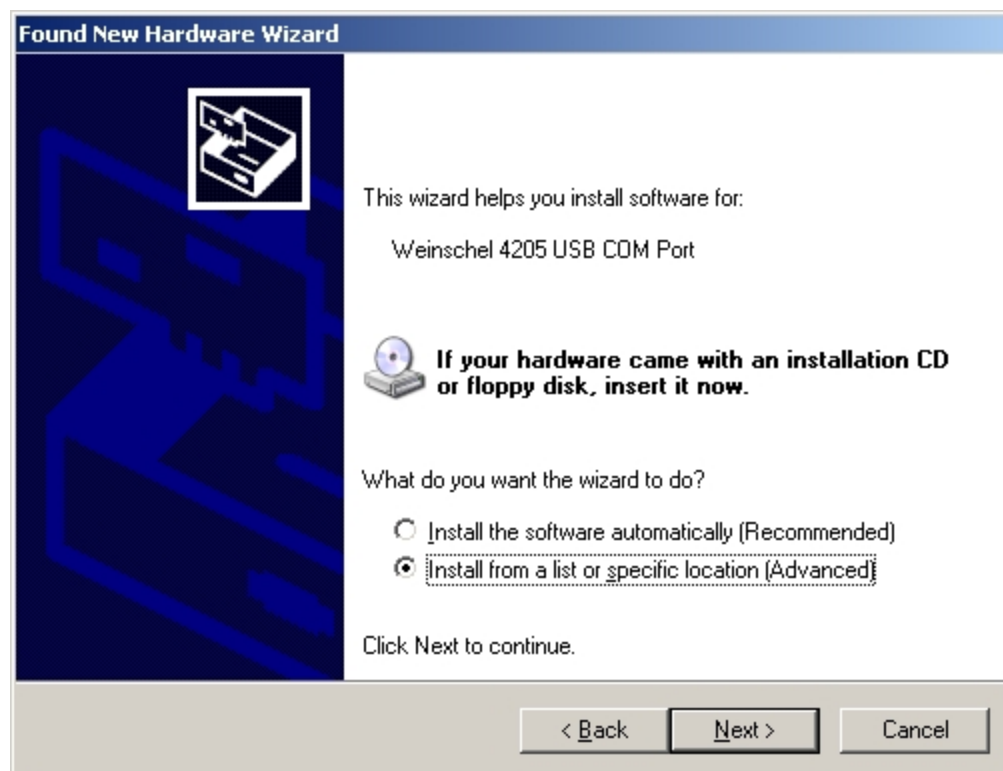 Found New Hardware Wizard
This wizard helps you install software for:
Weinschel 4205 USB COM Port
If your hardware came with an installation CD
or floppy disk, insert it now.
What do you want the wizard to do?
Install the software automatically (Recommended)
Install from a list or specific location (Advanced)
Click Next to continue.
< Back
Next >
Cancel